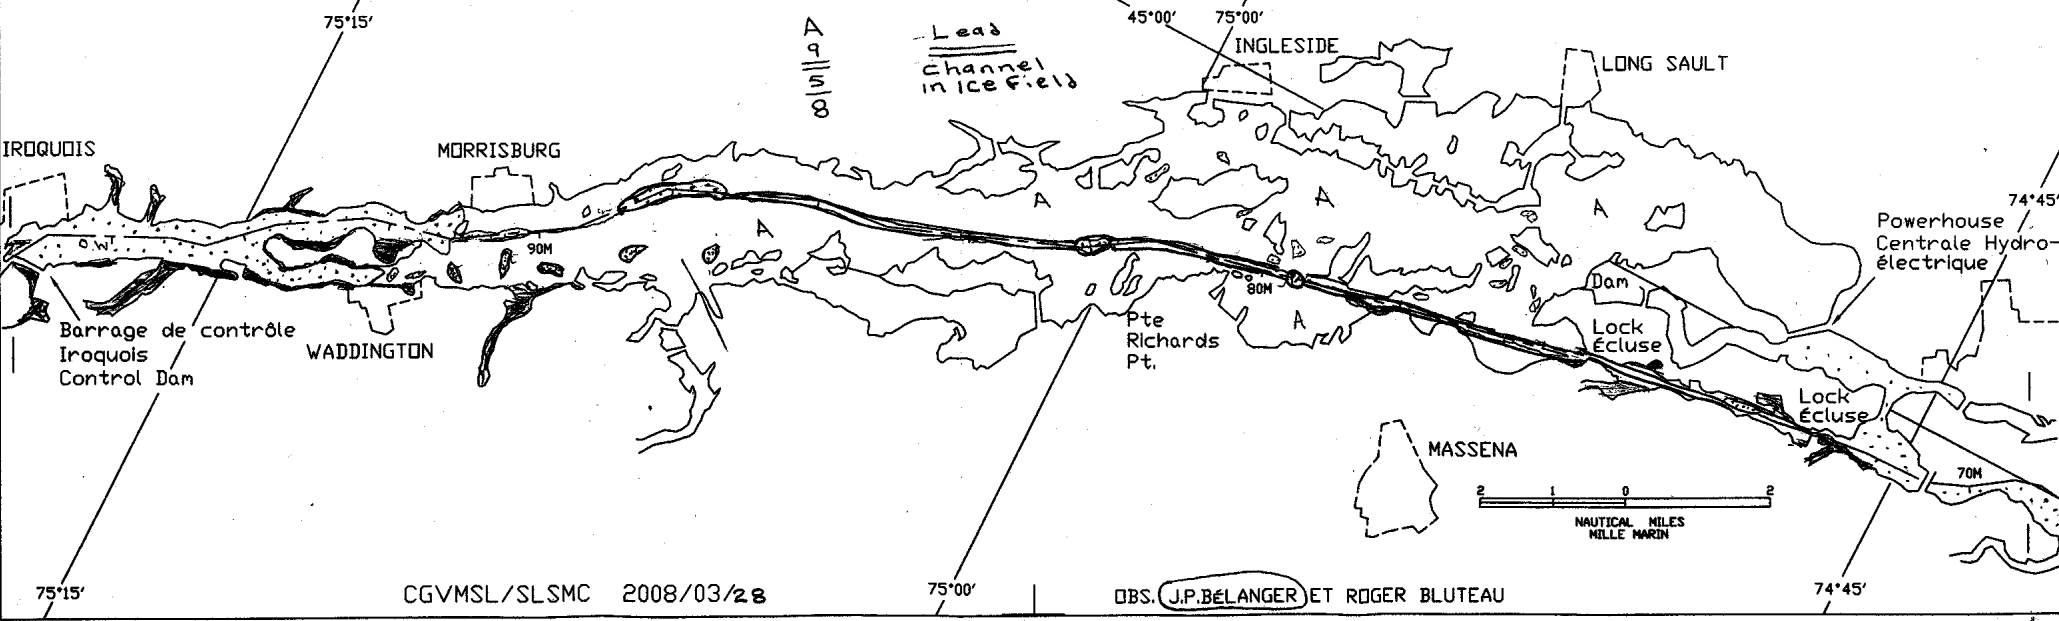 75°15'
A
9
5
8
Lead
channel
in ice field
45°00'
75°00'
INGLESIDE
LONG SAULT
IROQUOIS
MORRISBURG
A
A
A
A
A
74°45'
Powerhouse
Centrale Hydro-
électrique
O.W
90M
80M
Dam
Barrage de contrôle
Iroquois
Control Dam
WADDINGTON
Pte
Richards
Pt.
Lock
Écluse
Lock
Écluse
MASSENA
70M
2 1 0 2
NAUTICAL MILES
MILLE MARIN
75°15'
CGVMSL/SLSMC 2008/03/28
75°00'
OBS. J.P.BÉLANGER ET ROGER BLUTEAU
74°45'